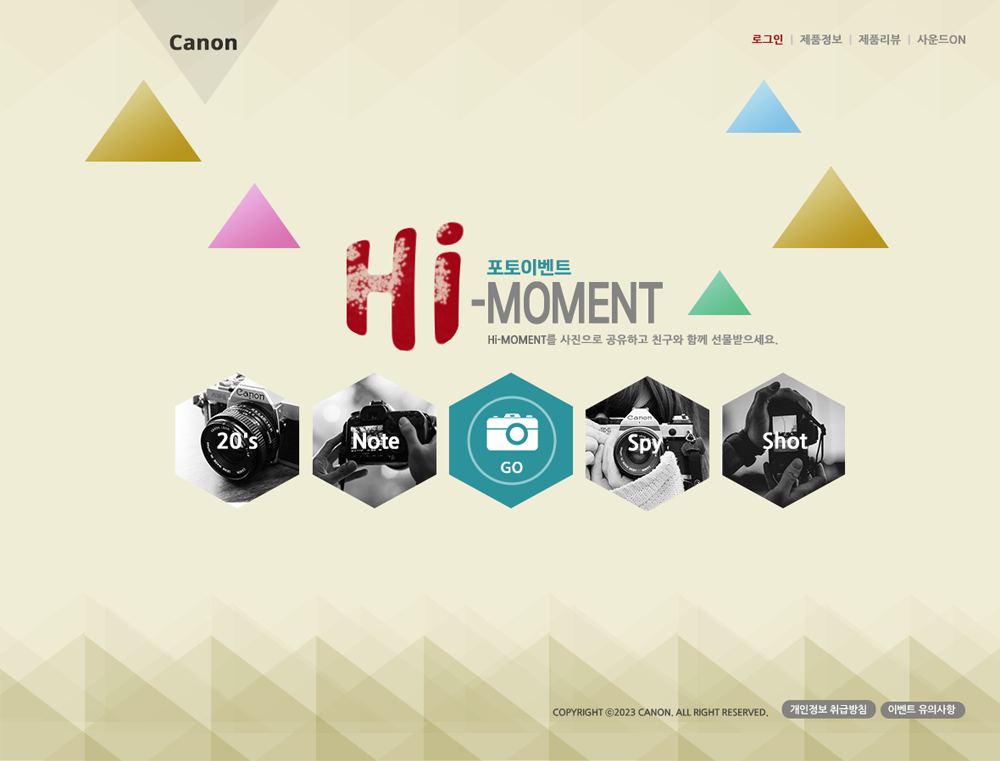 Canon
로그인 | 제품정보 | 제품리뷰 | 사운드ON
Hi
포토이벤트
-MOMENT
Hi-MOMENT를 사진으로 공유하고 친구와 함께 선물받으세요.
Canon
20's
Note
GO
Canon
Spy
Shot
COPYRIGHT ⓒ2023 CANON. ALL RIGHT RESERVED.
개인정보 취급방침
이벤트 유의사항